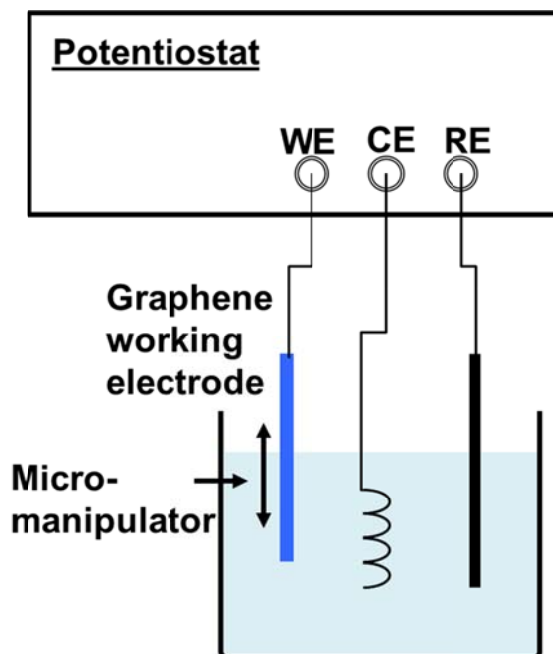 Potentiostat
WE CE RE
Graphene
working
electrode
Micro-
manipulator